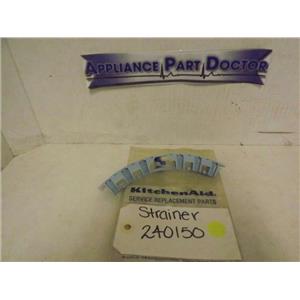 APPLIANCE PART DOCTOR
KitchenAid.
SERVICE REPLACEMENT PARTS
Strainer
240150